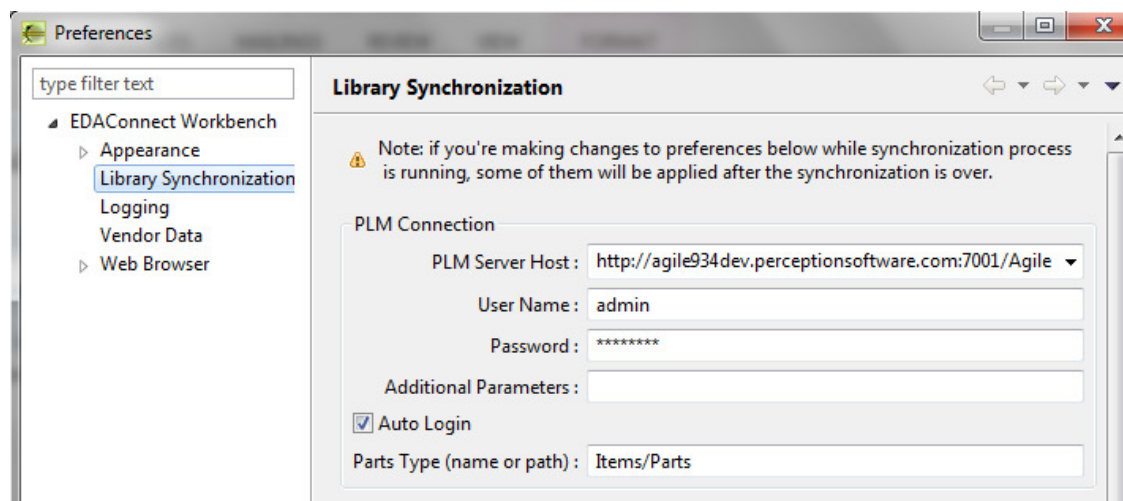 Preferences
type filter text
EDAConnect Workbench
Appearance
Library Synchronization
Logging
Vendor Data
Web Browser
Library Synchronization
Note: if you're making changes to preferences below while synchronization process
is running, some of them will be applied after the synchronization is over.
PLM Connection
PLM Server Host : http://agile934dev.perceptionsoftware.com:7001/Agile
User Name : admin
Password : ********
Additional Parameters :
Auto Login
Parts Type (name or path) : Items/Parts